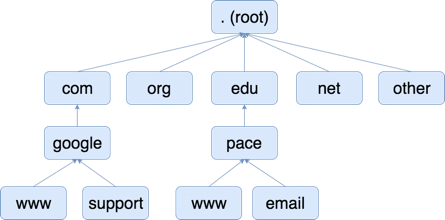 . (root)
com org edu net other
google pace
www support www email